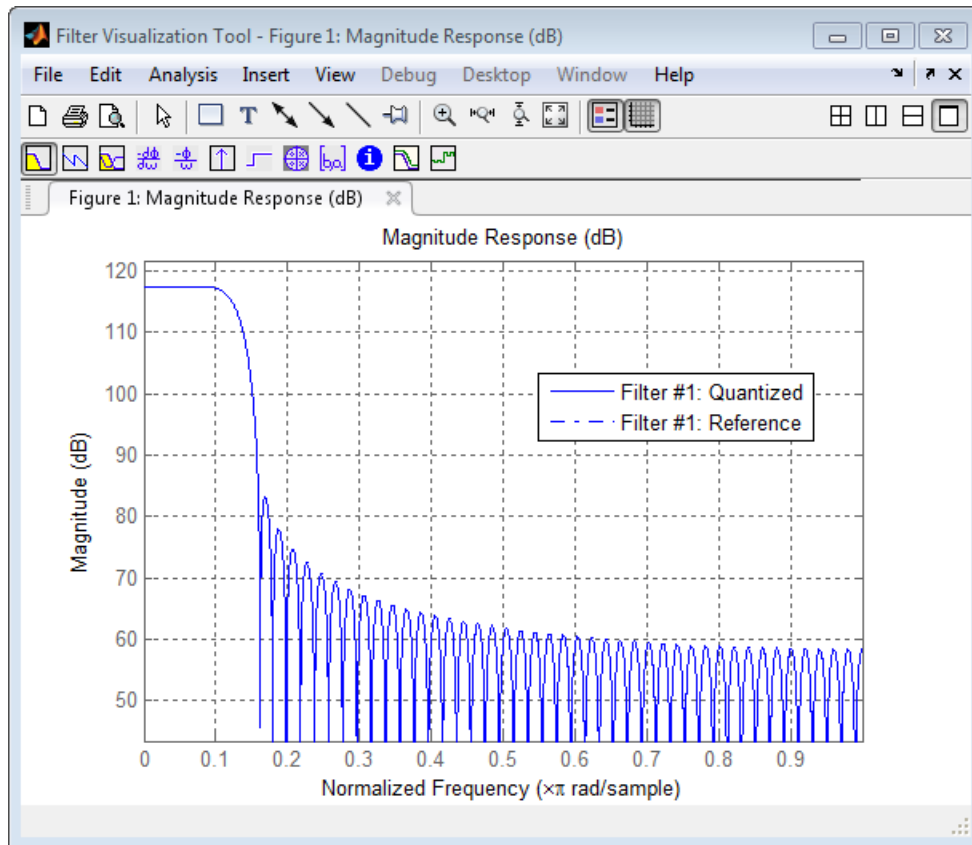 Filter Visualization Tool - Figure 1: Magnitude Response (dB)
File Edit Analysis Insert View Debug Desktop Window Help
Figure 1: Magnitude Response (dB)
Magnitude Response (dB)
120
110
100
90
80
70
60
50
Magnitude (dB)
Filter #1: Quantized
Filter #1: Reference
0 0.1 0.2 0.3 0.4 0.5 0.6 0.7 0.8 0.9
Normalized Frequency (×π rad/sample)